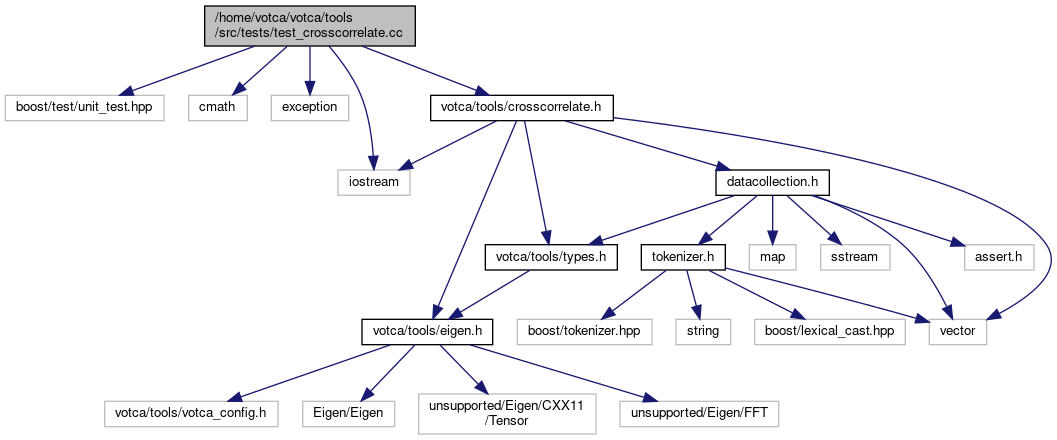 /home/votca/votca/tools
/src/tests/test_crosscorrelate.cc
boost/test/unit_test.hpp
cmath
exception
votca/tools/crosscorrelate.h
iostream
datacollection.h
votca/tools/types.h
tokenizer.h
map
sstream
assert.h
votca/tools/eigen.h
boost/tokenizer.hpp
string
boost/lexical_cast.hpp
vector
votca/tools/votca_config.h
Eigen/Eigen
unsupported/Eigen/CXX11
/Tensor
unsupported/Eigen/FFT